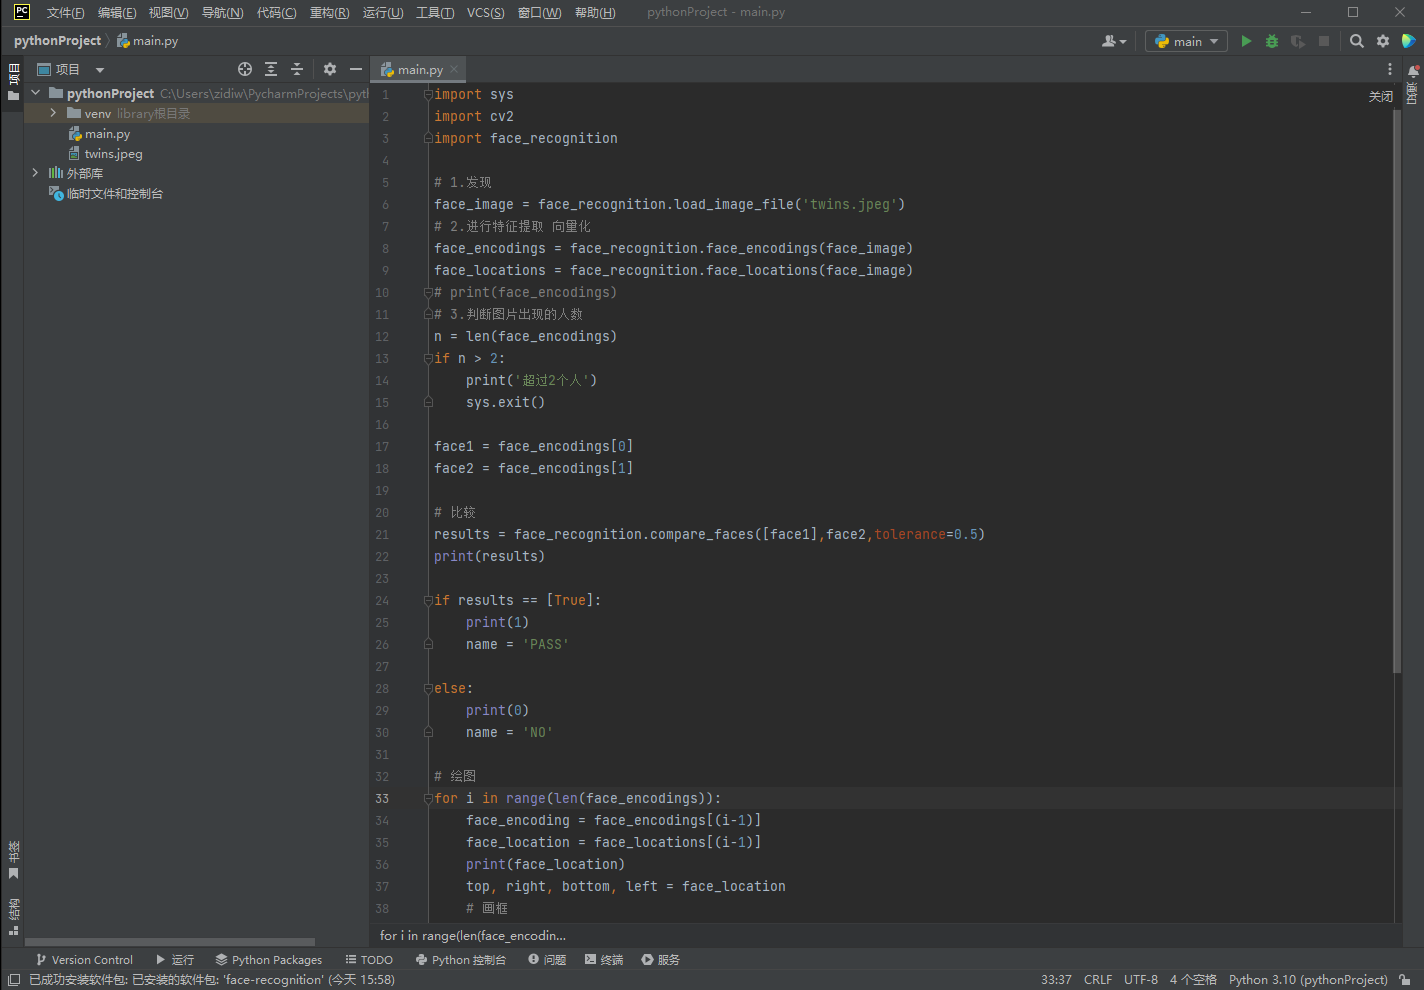 PC 文件(F) 编辑(E) 视图(V) 导航(N) 代码(C) 重构(R) 运行(U) 工具(T) VCS(S) 窗口(W) 帮助(H) pythonProject - main.py
pythonProject main.py main
项目 main.py
pythonProject C:\Users\zidiw\PycharmProjects\pyth
venv library根目录
main.py
twins.jpeg
外部库
临时文件和控制台
项目
书签
结构
通知
关闭
1 import sys
2 import cv2
3 import face_recognition
4
5 # 1.发现
6 face_image = face_recognition.load_image_file('twins.jpeg')
7 # 2.进行特征提取 向量化
8 face_encodings = face_recognition.face_encodings(face_image)
9 face_locations = face_recognition.face_locations(face_image)
10 # print(face_encodings)
11 # 3.判断图片出现的人数
12 n = len(face_encodings)
13 if n > 2:
14 print('超过2个人')
15 sys.exit()
16
17 face1 = face_encodings[0]
18 face2 = face_encodings[1]
19
20 # 比较
21 results = face_recognition.compare_faces([face1],face2,tolerance=0.5)
22 print(results)
23
24 if results == [True]:
25 print(1)
26 name = 'PASS'
27
28 else:
29 print(0)
30 name = 'NO'
31
32 # 绘图
33 for i in range(len(face_encodings)):
34 face_encoding = face_encodings[(i-1)]
35 face_location = face_locations[(i-1)]
36 print(face_location)
37 top, right, bottom, left = face_location
38 # 画框
for i in range(len(face_encodin...
Version Control 运行 Python Packages TODO Python 控制台 问题 终端 服务
已成功安装软件包: 已安装的软件包: 'face-recognition' (今天 15:58) 33:37 CRLF UTF-8 4 个空格 Python 3.10 (pythonProject)